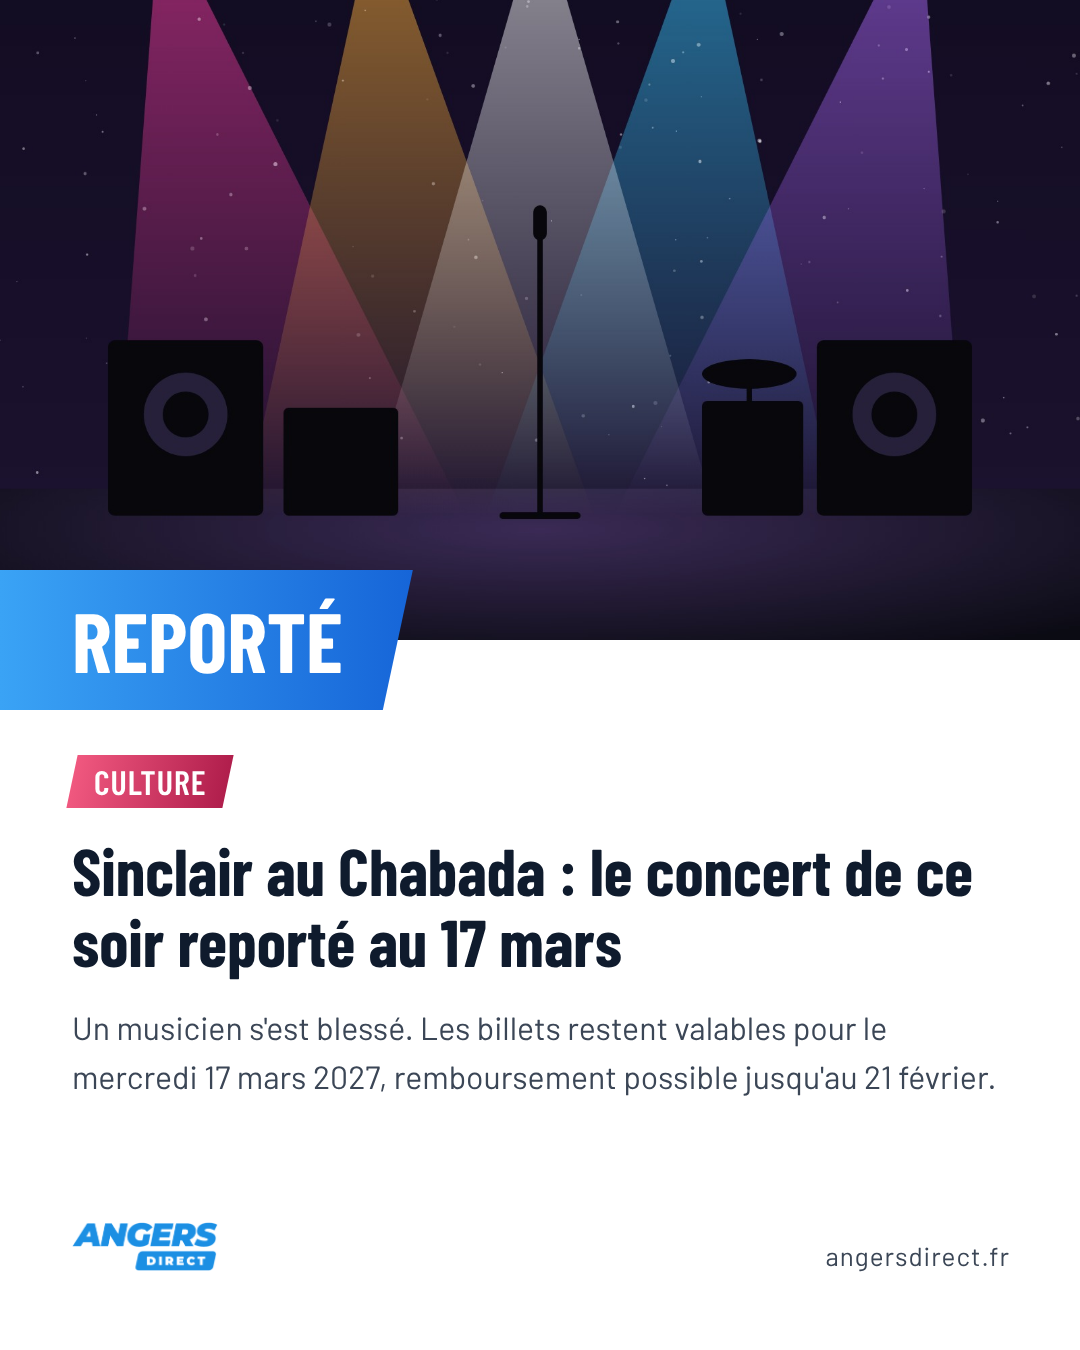 REPORTÉ
CULTURE
Sinclair au Chabada : le concert de ce
soir reporté au 17 mars
Un musicien s'est blessé. Les billets restent valables pour le
mercredi 17 mars 2027, remboursement possible jusqu'au 21 février.
ANGERS
DIRECT
angersdirect.fr